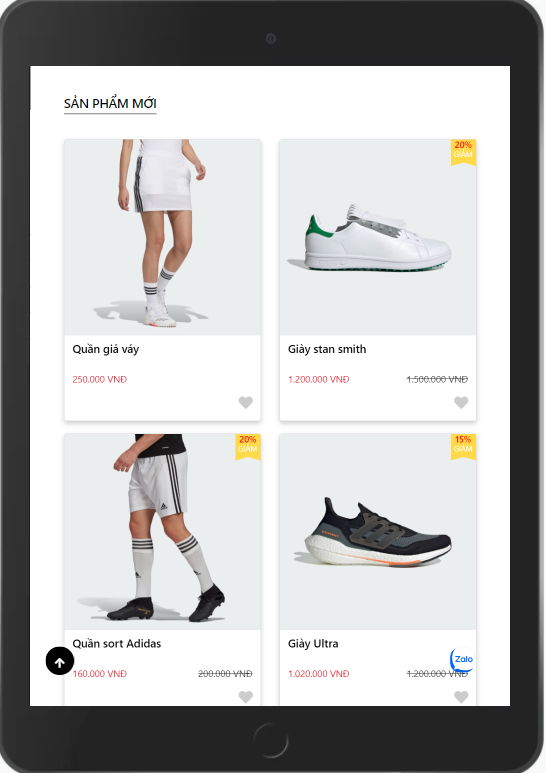 SẢN PHẨM MỚI
20%
GIẢM
Quần giả váy
Giày stan smith
250.000 VNĐ
1.200.000 VNĐ
1.500.000 VNĐ
20%
GIẢM
15%
GIẢM
Quần sort Adidas
Giày Ultra
160.000 VNĐ
200.000 VNĐ
1.020.000 VNĐ
1.200.000 VNĐ
Zalo